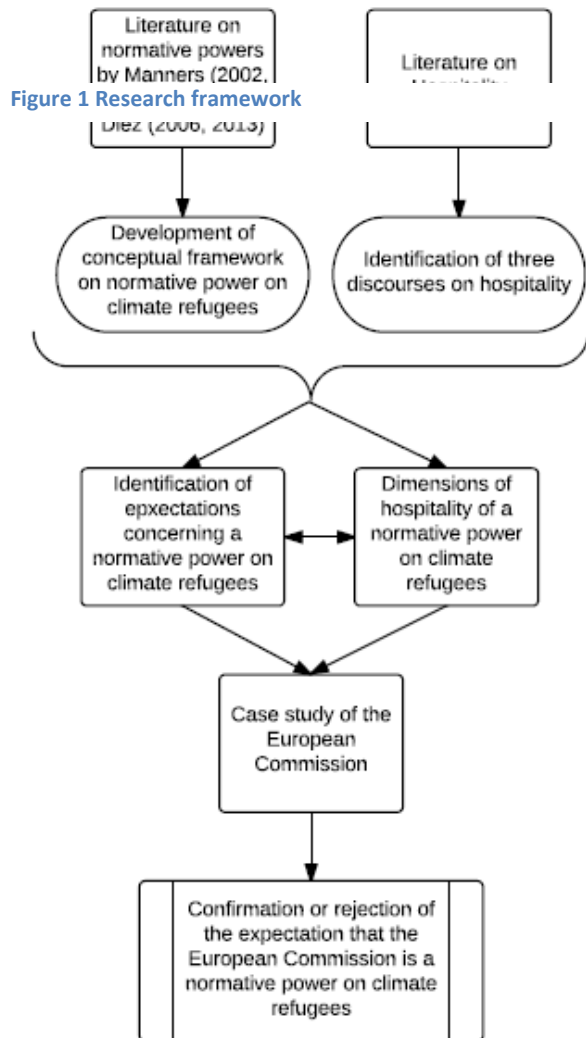 Literature on
normative powers
by Manners (2002,
Diez (2006, 2013)
Literature on
Hospitality
Figure 1 Research framework
Development of
conceptual framework
on normative power on
climate refugees
Identification of three
discourses on hospitality
Identification of
epxectations
concerning a
normative power on
climate refugees
Dimensions of
hospitality of a
normative power
on climate
refugees
Case study of the
European
Commission
Confirmation or rejection of
the expectation that the
European Commission is a
normative power on climate
refugees